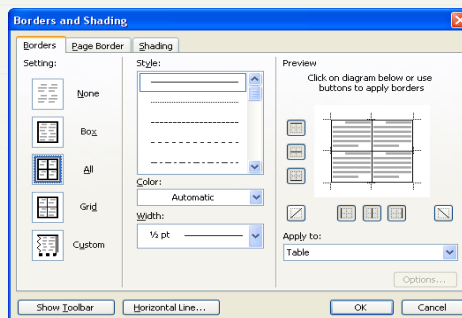 Borders and Shading
Borders
Page Border
Shading
Setting:
None
Box
All
Grid
Custom
Style:
Color:
Automatic
Width:
½ pt
Preview
Click on diagram below or use
buttons to apply borders
Apply to:
Table
Options...
Show Toolbar
Horizontal Line...
OK
Cancel